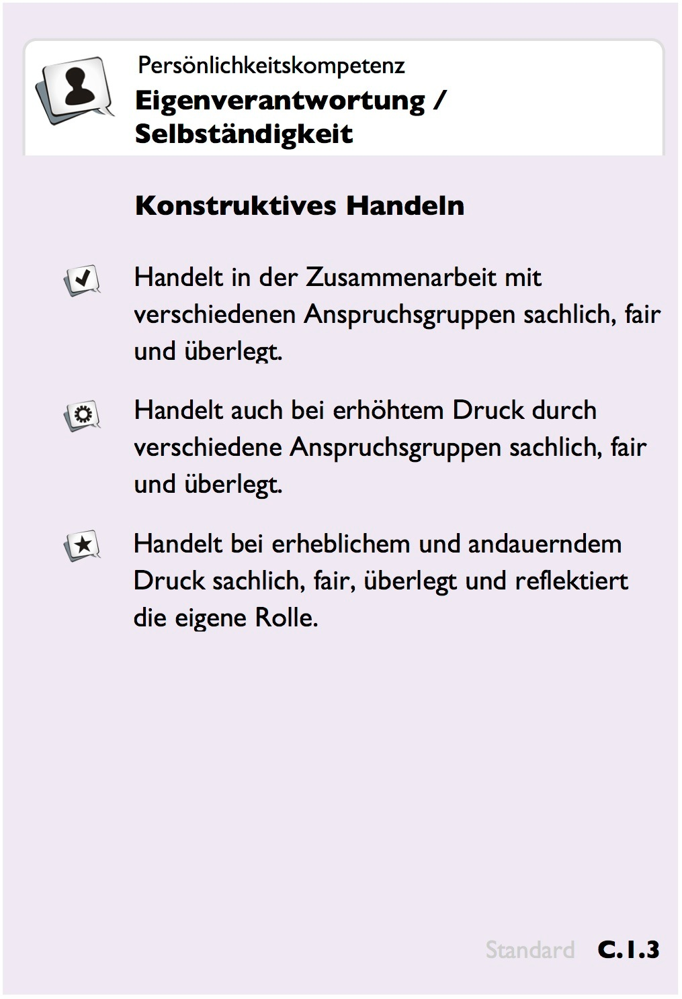 Persönlichkeitskompetenz
Eigenverantwortung /
Selbständigkeit
Konstruktives Handeln
Handelt in der Zusammenarbeit mit
verschiedenen Anspruchsgruppen sachlich, fair
und überlegt.
Handelt auch bei erhöhtem Druck durch
verschiedene Anspruchsgruppen sachlich, fair
und überlegt.
Handelt bei erheblichem und andauerndem
Druck sachlich, fair, überlegt und reflektiert
die eigene Rolle.
Standard C.1.3